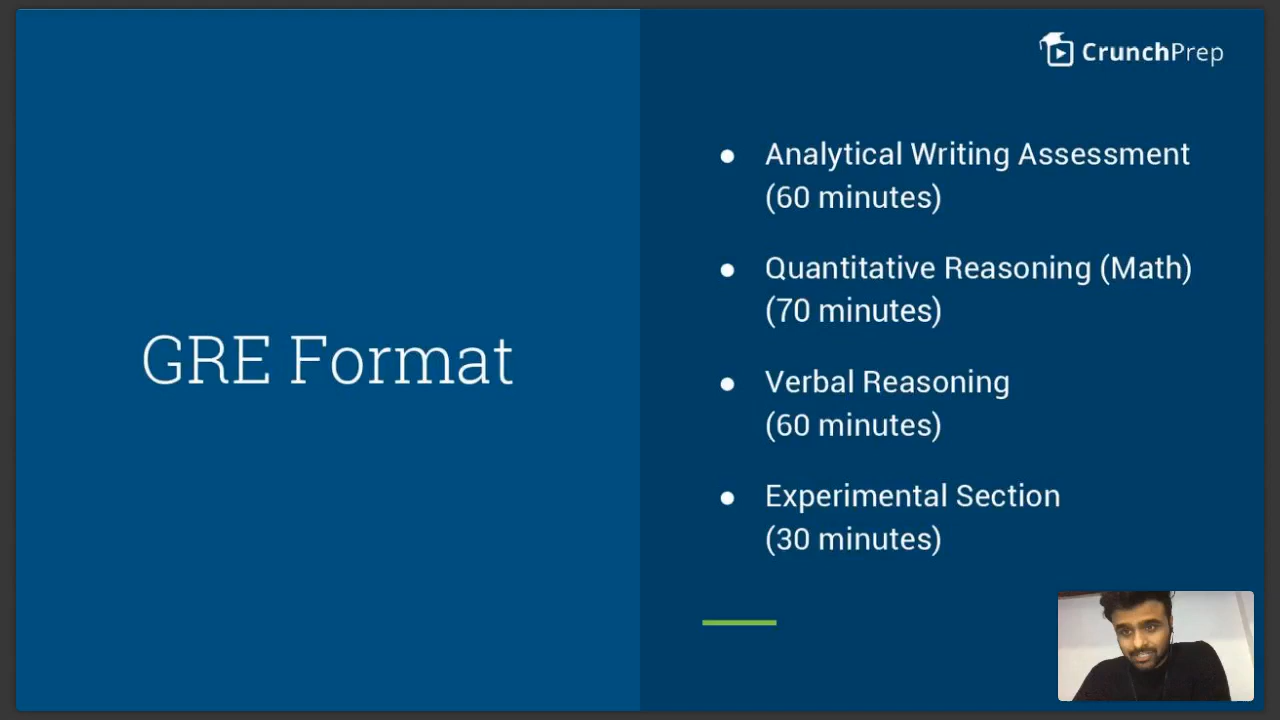 CrunchPrep
GRE Format
● Analytical Writing Assessment
(60 minutes)
● Quantitative Reasoning (Math)
(70 minutes)
● Verbal Reasoning
(60 minutes)
● Experimental Section
(30 minutes)